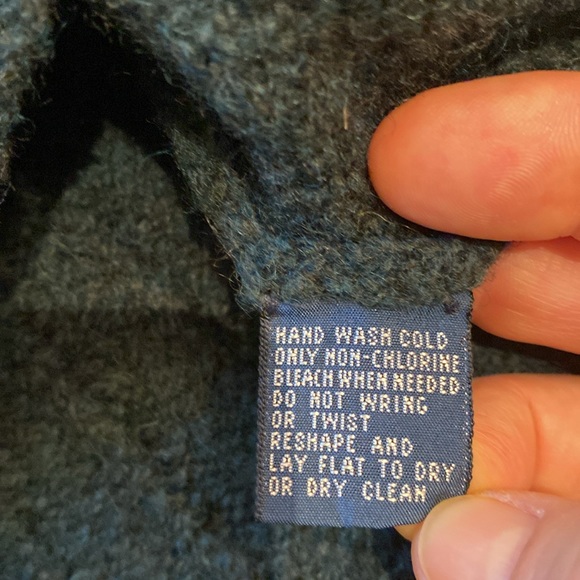 HAND WASH COLD
ONLY NON-CHLORINE
BLEACH WHEN NEEDED
DO NOT WRING
OR TWIST
RESHAPE AND
LAY FLAT TO DRY
OR DRY CLEAN